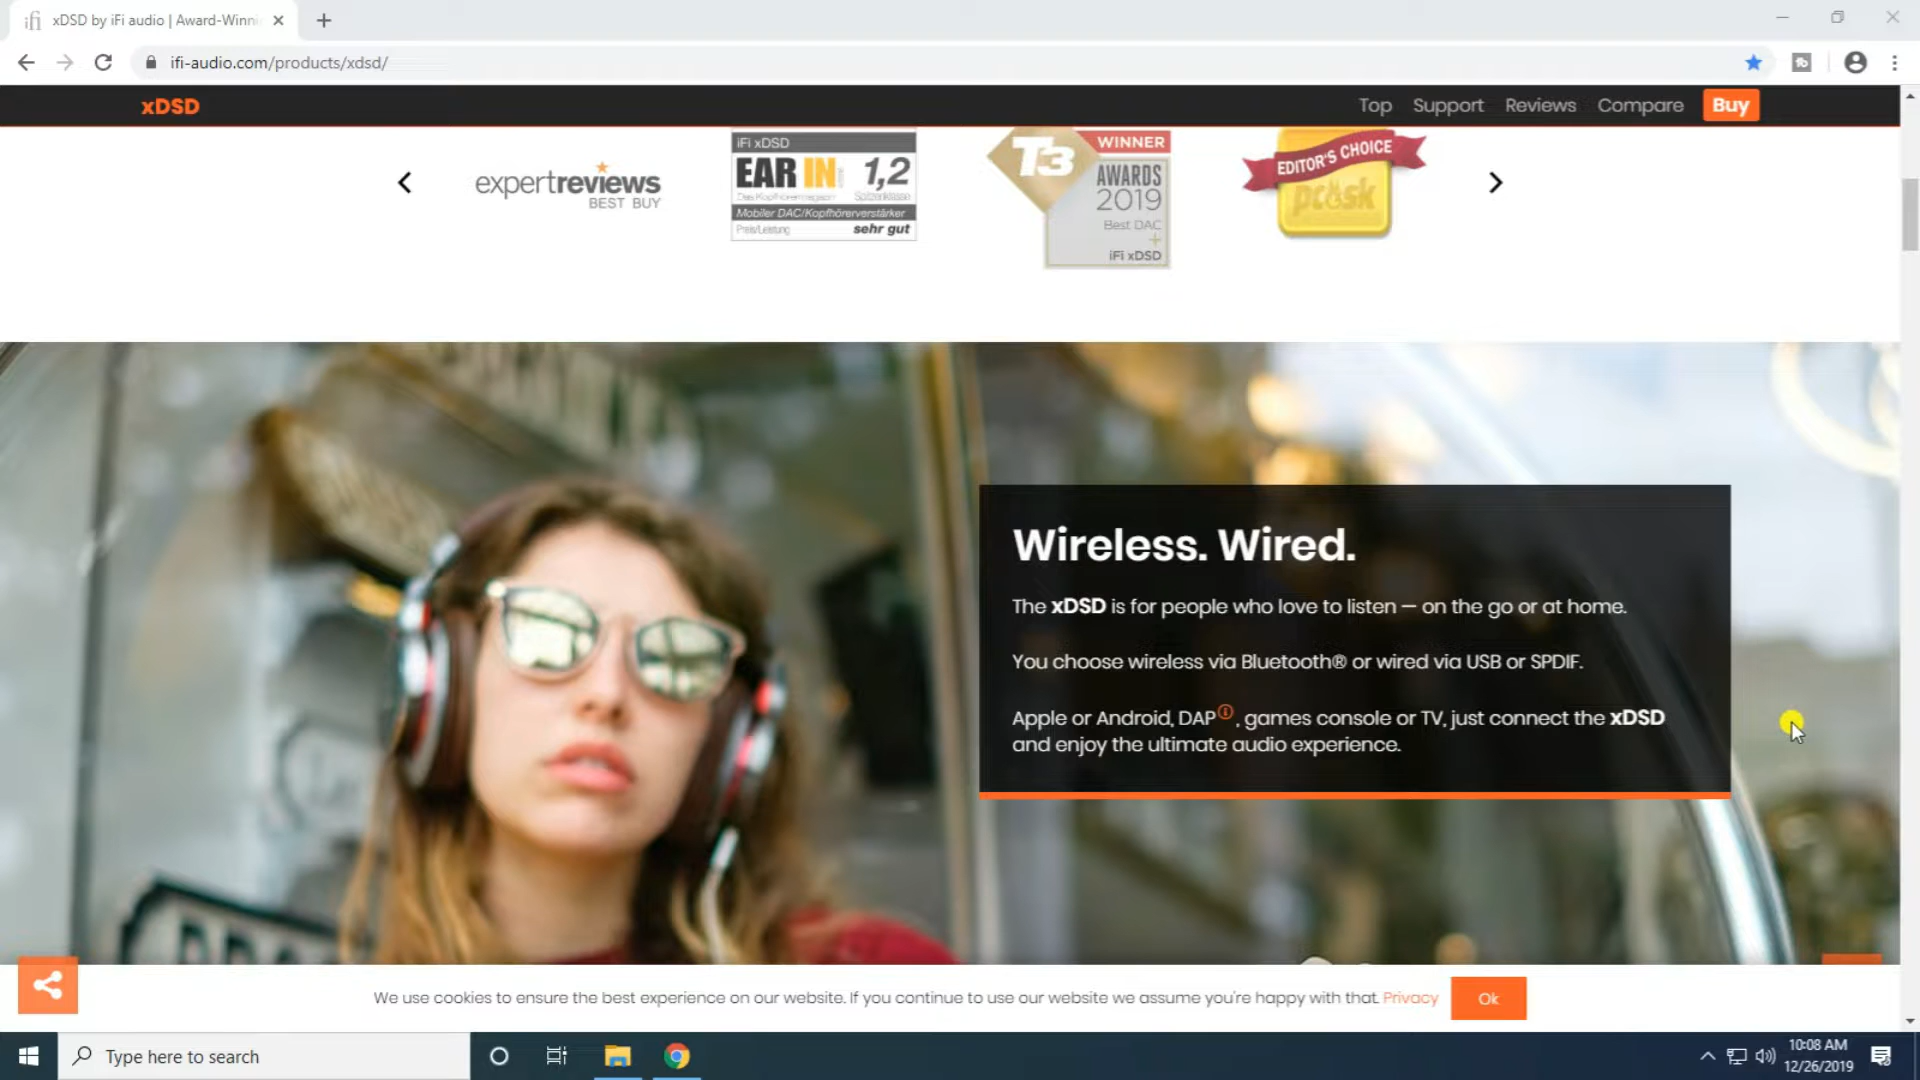 xDSD by iFi audio | Award-Winni
ifi-audio.com/products/xdsd/
xDSD
Top Support Reviews Compare Buy
expertreviews
BEST BUY
iFi xDSD
EAR IN 1,2
Das Kopfhörermagazin Spitzenklasse
Mobiler DAC/Kopfhörerverstärker
Preis/Leistung sehr gut
T3 WINNER
AWARDS
2019
Best DAC
+
iFi xDSD
EDITOR'S CHOICE
Wireless. Wired.
The xDSD is for people who love to listen — on the go or at home.
You choose wireless via Bluetooth® or wired via USB or SPDIF.
Apple or Android, DAP, games console or TV, just connect the xDSD
and enjoy the ultimate audio experience.
We use cookies to ensure the best experience on our website. If you continue to use our website we assume you're happy with that. Privacy Ok
Type here to search
10:08 AM
12/26/2019